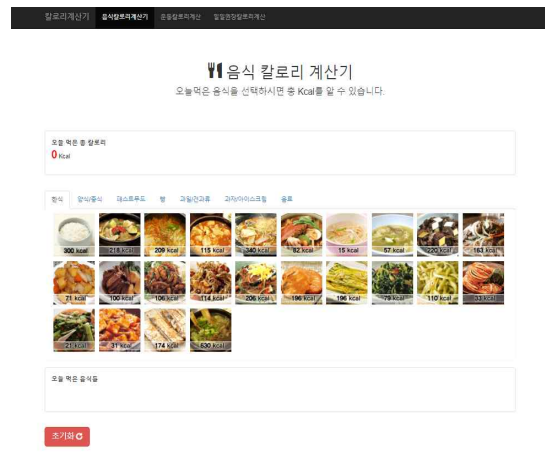 칼로리계산기 음식칼로리계산기 운동칼로리계산 일일권장칼로리계산
음식 칼로리 계산기
오늘먹은 음식을 선택하시면 총 Kcal를 알 수 있습니다.
오늘 먹은 총 칼로리
0 Kcal
한식 양식/중식 패스트푸드 빵 과일/견과류 과자/아이스크림 음료
300 kcal 218 kcal 209 kcal 115 kcal 340 kcal 82 kcal 15 kcal 57 kcal 220 kcal 163 kcal
71 kcal 100 kcal 106 kcal 114 kcal 206 kcal 196 kcal 196 kcal 79 kcal 110 kcal 33 kcal
21 kcal 31 kcal 174 kcal 630 kcal
오늘 먹은 음식들
초기화